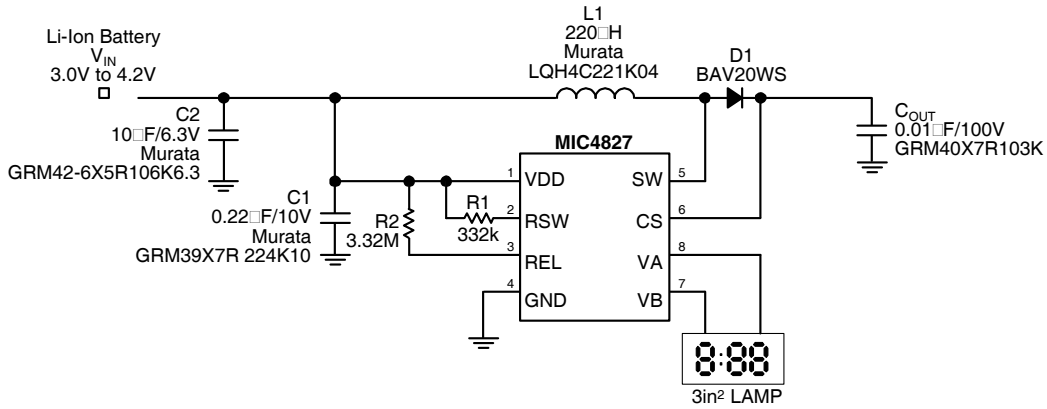 Li-Ion Battery
VIN
3.0V to 4.2V
L1
220□H
Murata
LQH4C221K04
D1
BAV20WS
C2
10□F/6.3V
Murata
GRM42-6X5R106K6.3
COUT
0.01□F/100V
GRM40X7R103K
MIC4827
C1
0.22□F/10V
Murata
GRM39X7R 224K10
R2
3.32M
R1
332k
1 VDD
2 RSW
3 REL
4 GND
SW 5
CS 6
VA 8
VB 7
8:88
3in² LAMP